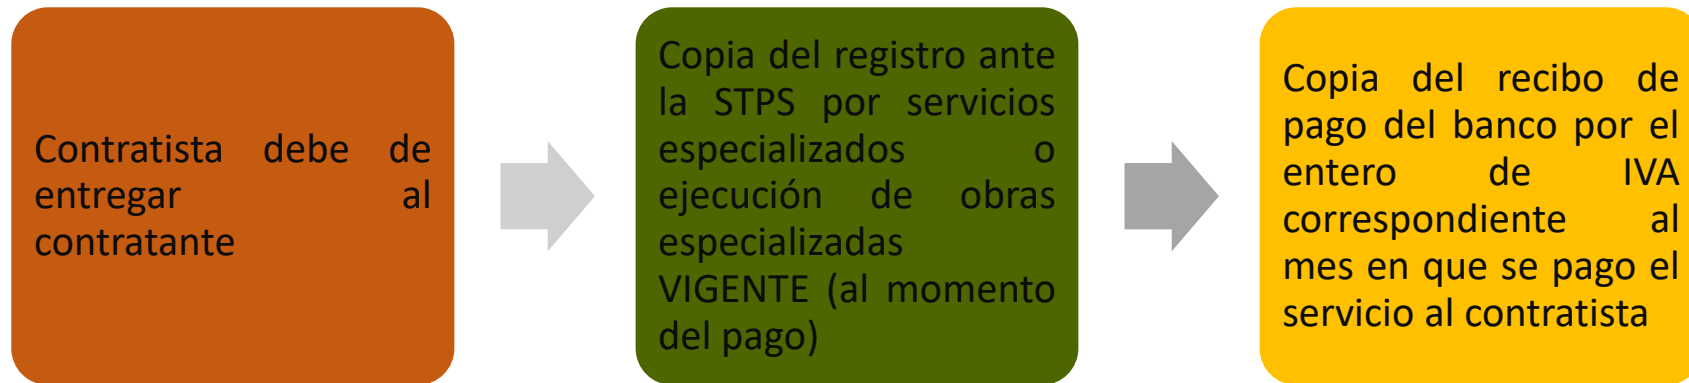 Contratista debe de
entregar al
contratante
Copia del registro ante
la STPS por servicios
especializados o
ejecución de obras
especializadas
VIGENTE (al momento
del pago)
Copia del recibo de
pago del banco por el
entero de IVA
correspondiente al
mes en que se pago el
servicio al contratista